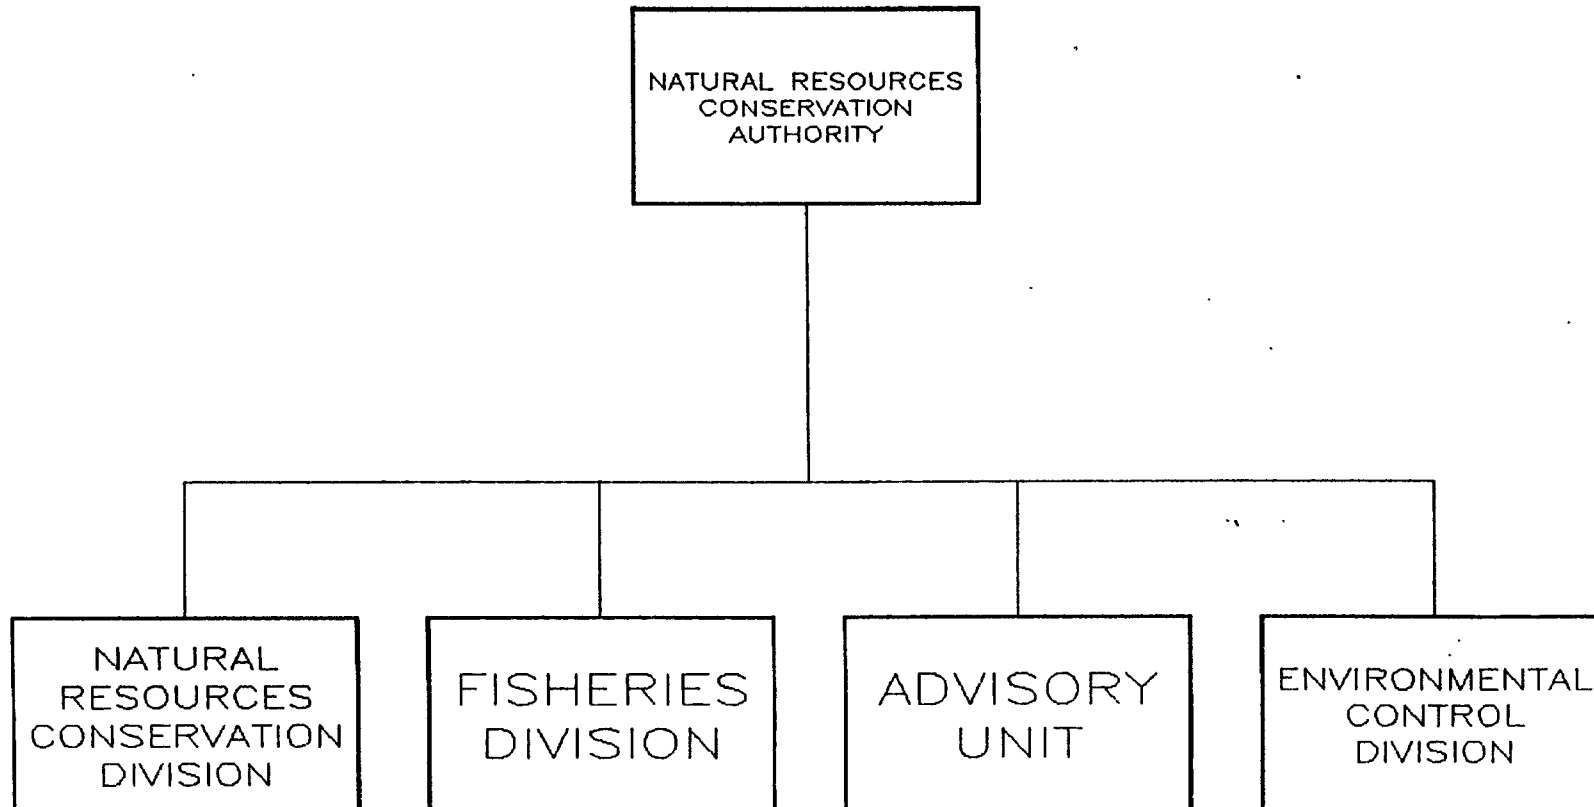 NATURAL RESOURCES
CONSERVATION
AUTHORITY
NATURAL
RESOURCES
CONSERVATION
DIVISION
FISHERIES
DIVISION
ADVISORY
UNIT
ENVIRONMENTAL
CONTROL
DIVISION